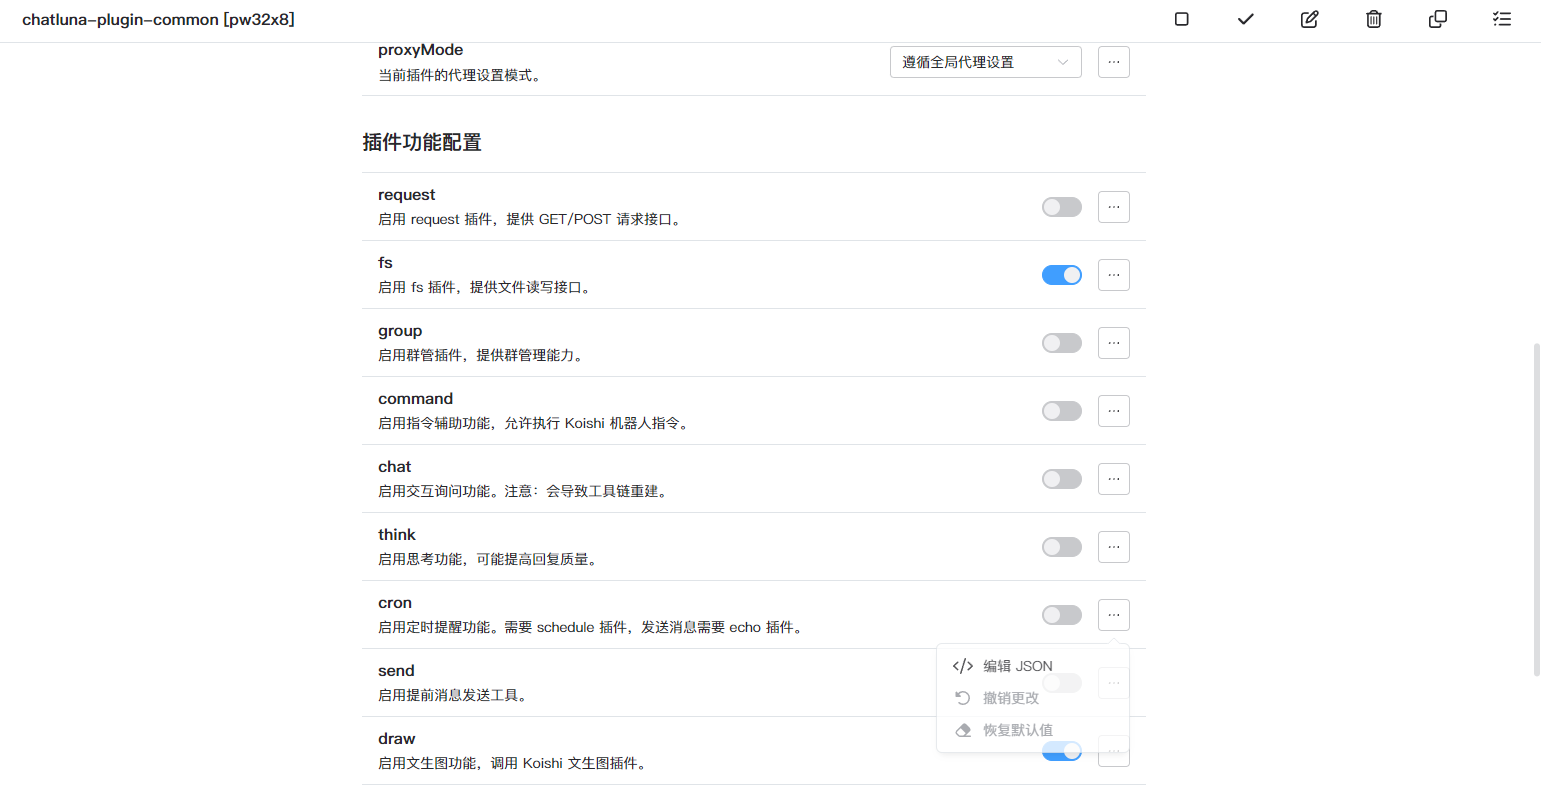 chatluna-plugin-common [pw32x8]
proxyMode
当前插件的代理设置模式。
遵循全局代理设置
插件功能配置
request
启用 request 插件，提供 GET/POST 请求接口。
fs
启用 fs 插件，提供文件读写接口。
group
启用群管插件，提供群管理能力。
command
启用指令辅助功能，允许执行 Koishi 机器人指令。
chat
启用交互询问功能。注意：会导致工具链重建。
think
启用思考功能，可能提高回复质量。
cron
启用定时提醒功能。需要 schedule 插件，发送消息需要 echo 插件。
编辑 JSON
send
启用提前消息发送工具。
撤销更改
恢复默认值
draw
启用文生图功能，调用 Koishi 文生图插件。